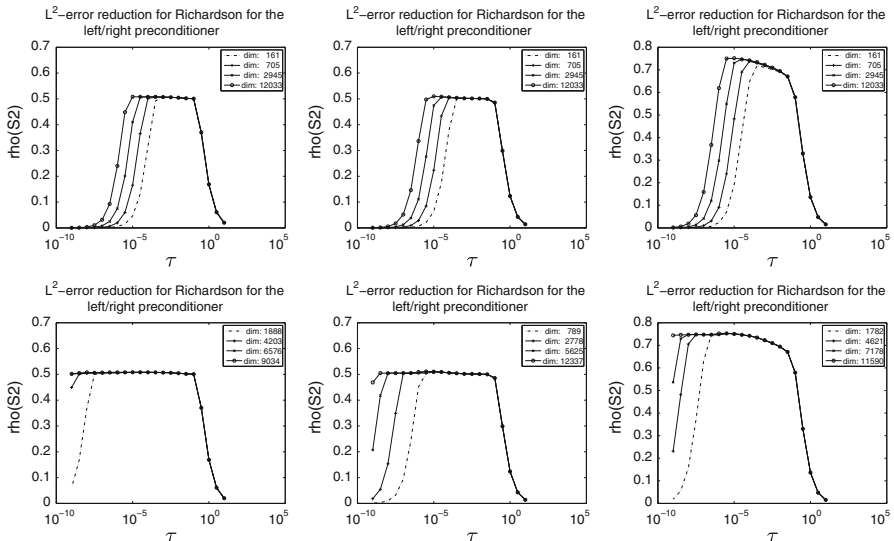 L²−error reduction for Richardson for the
left/right preconditioner
0.7
0.6
0.5
0.4
0.3
0.2
0.1
0
rho(S2)
dim: 161
dim: 705
dim: 2945
dim: 12033
10⁻¹⁰
10⁻⁵
10⁰
10⁵
τ
L²−error reduction for Richardson for the
left/right preconditioner
0.7
0.6
0.5
0.4
0.3
0.2
0.1
0
rho(S2)
dim: 161
dim: 705
dim: 2945
dim: 12033
10⁻¹⁰
10⁻⁵
10⁰
10⁵
τ
L²−error reduction for Richardson for the
left/right preconditioner
0.8
0.7
0.6
0.5
0.4
0.3
0.2
0.1
0
rho(S2)
dim: 161
dim: 705
dim: 2945
dim: 12033
10⁻¹⁰
10⁻⁵
10⁰
10⁵
τ
L²−error reduction for Richardson for the
left/right preconditioner
0.7
0.6
0.5
0.4
0.3
0.2
0.1
0
rho(S2)
dim: 1888
dim: 4203
dim: 6576
dim: 9034
10⁻¹⁰
10⁻⁵
10⁰
10⁵
τ
L²−error reduction for Richardson for the
left/right preconditioner
0.7
0.6
0.5
0.4
0.3
0.2
0.1
0
rho(S2)
dim: 789
dim: 2778
dim: 5625
dim: 12337
10⁻¹⁰
10⁻⁵
10⁰
10⁵
τ
L²−error reduction for Richardson for the
left/right preconditioner
0.8
0.7
0.6
0.5
0.4
0.3
0.2
0.1
0
rho(S2)
dim: 1782
dim: 4621
dim: 7178
dim: 11590
10⁻¹⁰
10⁻⁵
10⁰
10⁵
τ